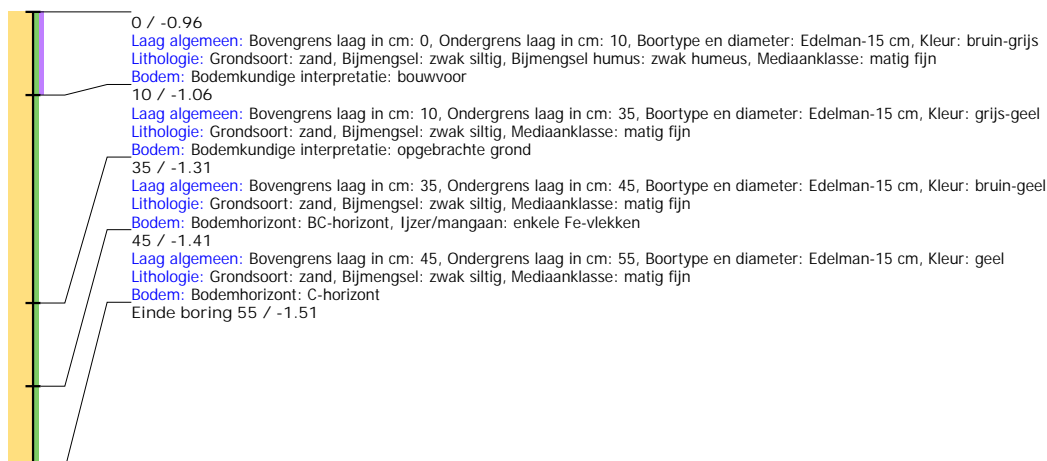 0 / -0.96
Laag algemeen: Bovengrens laag in cm: 0, Ondergrens laag in cm: 10, Boortype en diameter: Edelman-15 cm, Kleur: bruin-grijs
Lithologie: Grondsoort: zand, Bijmengsel: zwak siltig, Bijmengsel humus: zwak humeus, Mediaanklasse: matig fijn
Bodem: Bodemkundige interpretatie: bouwvoor
10 / -1.06
Laag algemeen: Bovengrens laag in cm: 10, Ondergrens laag in cm: 35, Boortype en diameter: Edelman-15 cm, Kleur: grijs-geel
Lithologie: Grondsoort: zand, Bijmengsel: zwak siltig, Mediaanklasse: matig fijn
Bodem: Bodemkundige interpretatie: opgebrachte grond
35 / -1.31
Laag algemeen: Bovengrens laag in cm: 35, Ondergrens laag in cm: 45, Boortype en diameter: Edelman-15 cm, Kleur: bruin-geel
Lithologie: Grondsoort: zand, Bijmengsel: zwak siltig, Mediaanklasse: matig fijn
Bodem: Bodemhorizont: BC-horizont, Ijzer/mangaan: enkele Fe-vlekken
45 / -1.41
Laag algemeen: Bovengrens laag in cm: 45, Ondergrens laag in cm: 55, Boortype en diameter: Edelman-15 cm, Kleur: geel
Lithologie: Grondsoort: zand, Bijmengsel: zwak siltig, Mediaanklasse: matig fijn
Bodem: Bodemhorizont: C-horizont
Einde boring 55 / -1.51